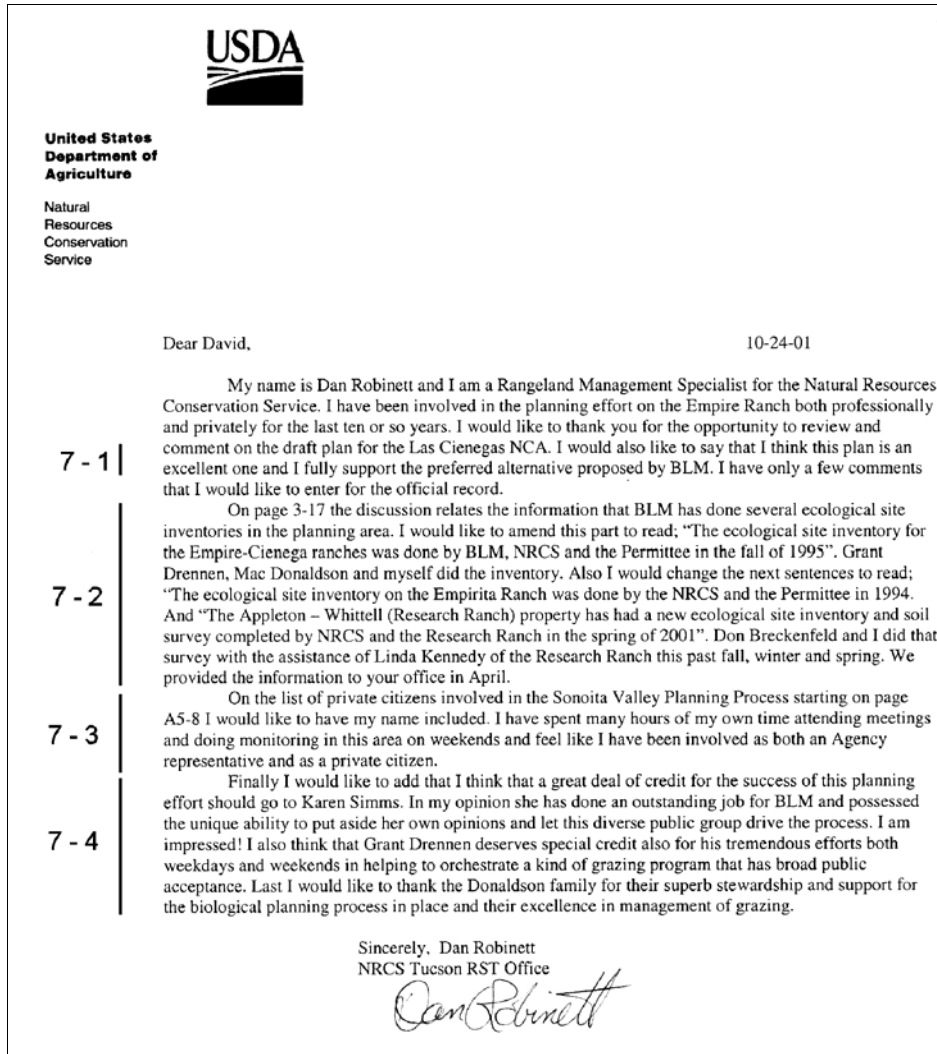 USDA
United States
Department of
Agriculture
Natural
Resources
Conservation
Service
Dear David,	10-24-01
My name is Dan Robinett and I am a Rangeland Management Specialist for the Natural Resources
Conservation Service. I have been involved in the planning effort on the Empire Ranch both professionally
and privately for the last ten or so years. I would like to thank you for the opportunity to review and
comment on the draft plan for the Las Cienegas NCA. I would also like to say that I think this plan is an
7 - 1
excellent one and I fully support the preferred alternative proposed by BLM. I have only a few comments
that I would like to enter for the official record.
On page 3-17 the discussion relates the information that BLM has done several ecological site
inventories in the planning area. I would like to amend this part to read; “The ecological site inventory for
the Empire-Cienega ranches was done by BLM, NRCS and the Permittee in the fall of 1995”. Grant
Drennen, Mac Donaldson and myself did the inventory. Also I would change the next sentences to read;
7 - 2
“The ecological site inventory on the Empirita Ranch was done by the NRCS and the Permittee in 1994.
And “The Appleton – Whittell (Research Ranch) property has had a new ecological site inventory and soil
survey completed by NRCS and the Research Ranch in the spring of 2001”. Don Breckenfeld and I did that
survey with the assistance of Linda Kennedy of the Research Ranch this past fall, winter and spring. We
provided the information to your office in April.
On the list of private citizens involved in the Sonoita Valley Planning Process starting on page
A5-8 I would like to have my name included. I have spent many hours of my own time attending meetings
7 - 3
and doing monitoring in this area on weekends and feel like I have been involved as both an Agency
representative and as a private citizen.
Finally I would like to add that I think that a great deal of credit for the success of this planning
effort should go to Karen Simms. In my opinion she has done an outstanding job for BLM and possessed
the unique ability to put aside her own opinions and let this diverse public group drive the process. I am
7 - 4
impressed! I also think that Grant Drennen deserves special credit also for his tremendous efforts both
weekdays and weekends in helping to orchestrate a kind of grazing program that has broad public
acceptance. Last I would like to thank the Donaldson family for their superb stewardship and support for
the biological planning process in place and their excellence in management of grazing.
Sincerely, Dan Robinett
NRCS Tucson RST Office
Dan Robinett